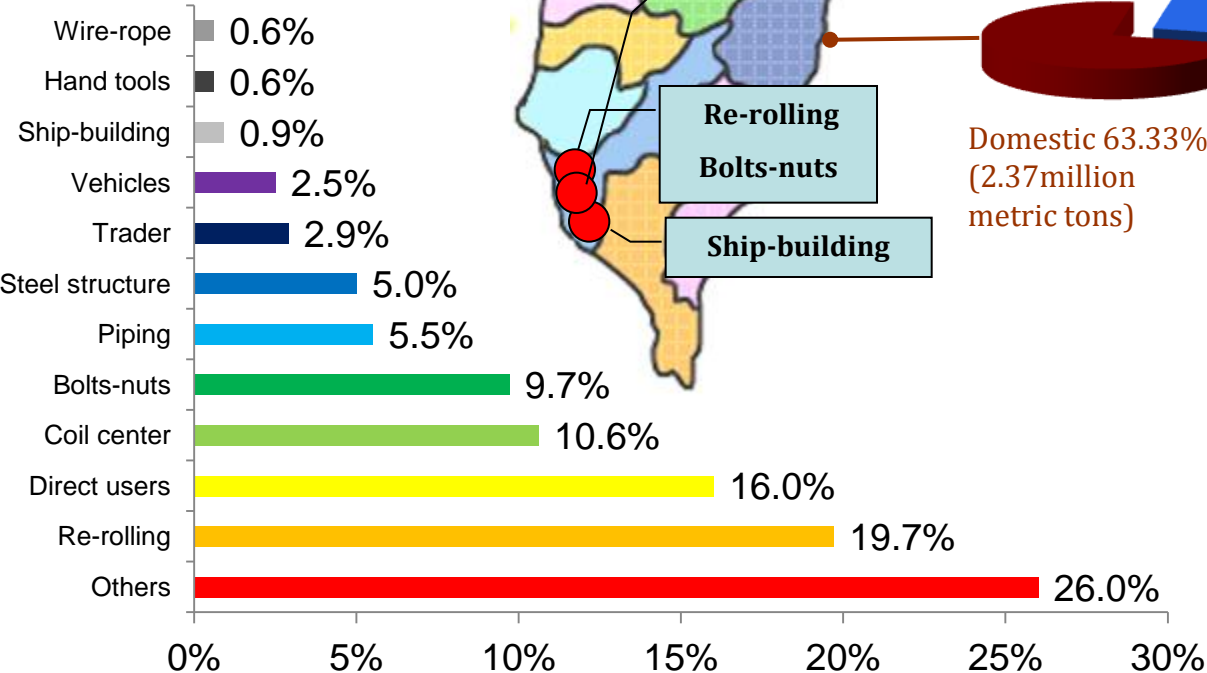 Wire-rope 0.6%
Hand tools 0.6%
Ship-building 0.9%
Vehicles 2.5%
Trader 2.9%
Steel structure 5.0%
Piping 5.5%
Bolts-nuts 9.7%
Coil center 10.6%
Direct users 16.0%
Re-rolling 19.7%
Others 26.0%
0% 5% 10% 15% 20% 25% 30%
Re-rolling
Bolts-nuts
Ship-building
Domestic 63.33%
(2.37million
metric tons)